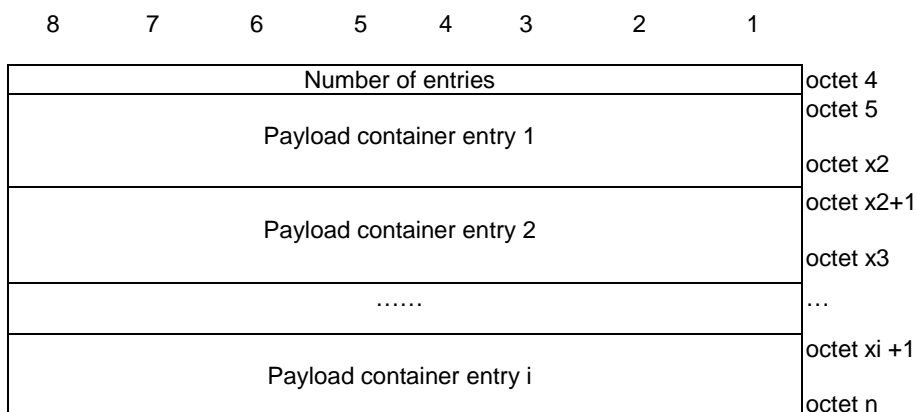 8 7 6 5 4 3 2 1
Number of entries octet 4
octet 5
Payload container entry 1
octet x2
octet x2+1
Payload container entry 2
octet x3
…… …
octet xi +1
Payload container entry i
octet n